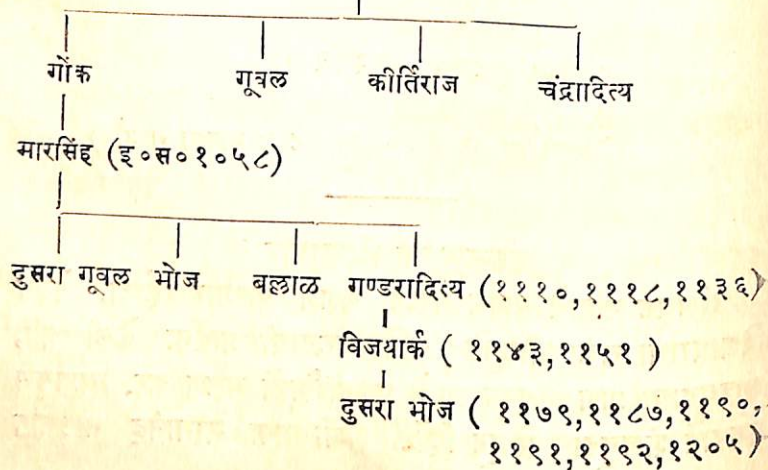 गोंक गूवल कीर्तिराज चंद्राादित्य
मारसिंह (इ०स०१०५८)
दुसरा गूवल भोज बल्लाळ गण्डरादित्य (१११०,१११८,११३६)
विजयार्क ( ११४३,११५१ )
दुसरा भोज ( ११७९,११८७,११९०,
११९१,११९२,१२०५)